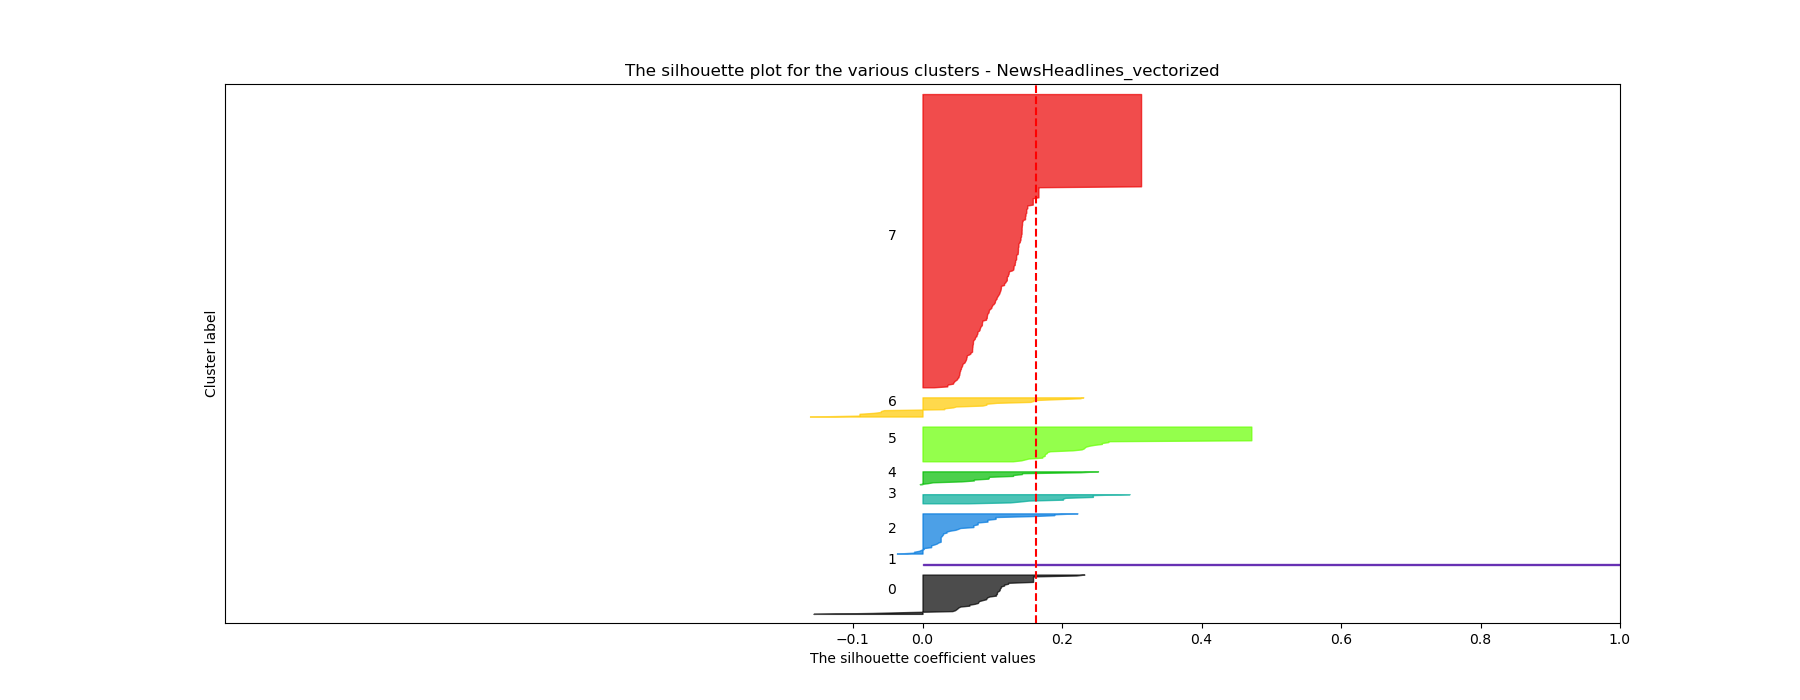 The silhouette plot for the various clusters - NewsHeadlines_vectorized
Cluster label
7
6
5
4
3
2
1
0
−0.1 0.0 0.2 0.4 0.6 0.8 1.0
The silhouette coefficient values